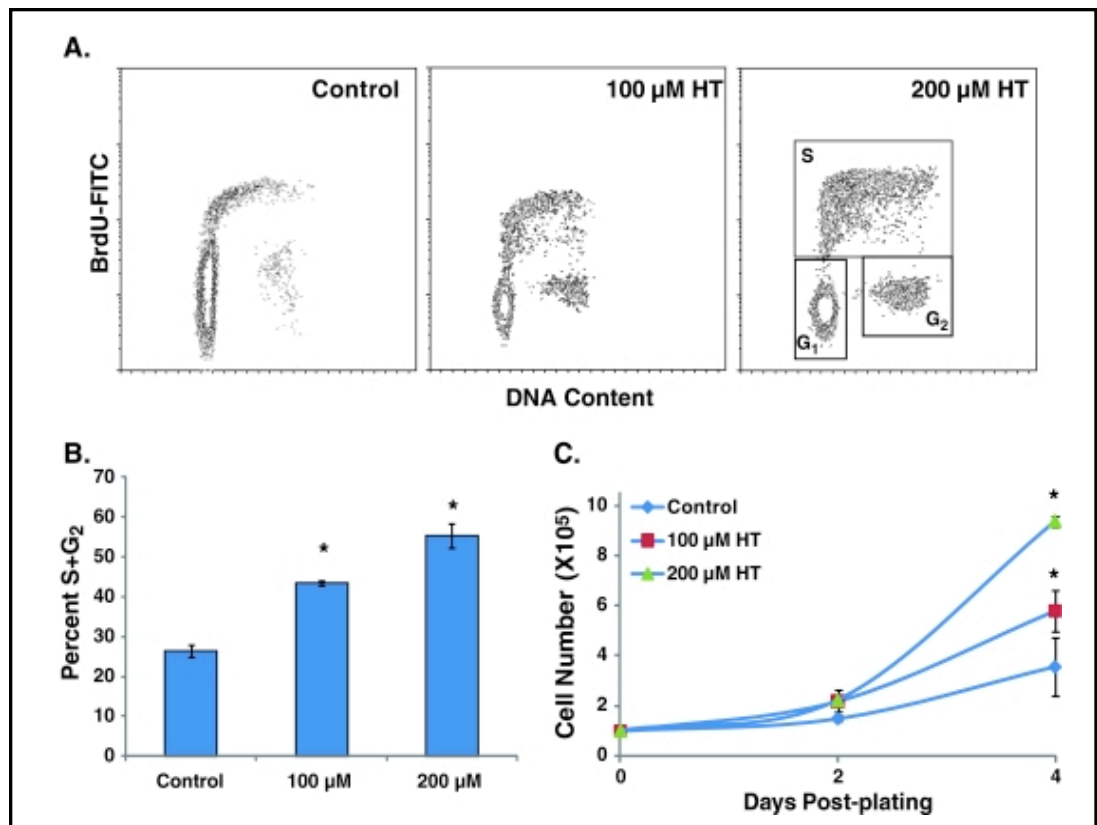 A.
Control
100 µM HT
200 µM HT
BrdU-FITC
S
G1
G2
DNA Content
B.
Percent S+G2
70
60
50
40
30
20
10
0
*
*
*
Control
100 µM
200 µM
C.
Cell Number (X10⁵)
10
8
6
4
2
0
Control
100 µM HT
200 µM HT
*
*
0
2
4
Days Post-plating